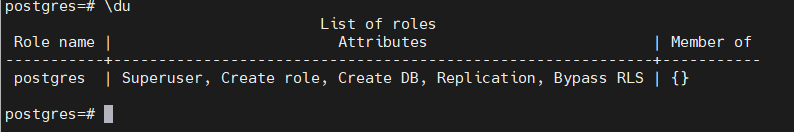 postgres=# \du
List of roles
Role name | Attributes | Member of
-----------+------------------------------------------------------------+-----------
postgres | Superuser, Create role, Create DB, Replication, Bypass RLS | {}
postgres=#